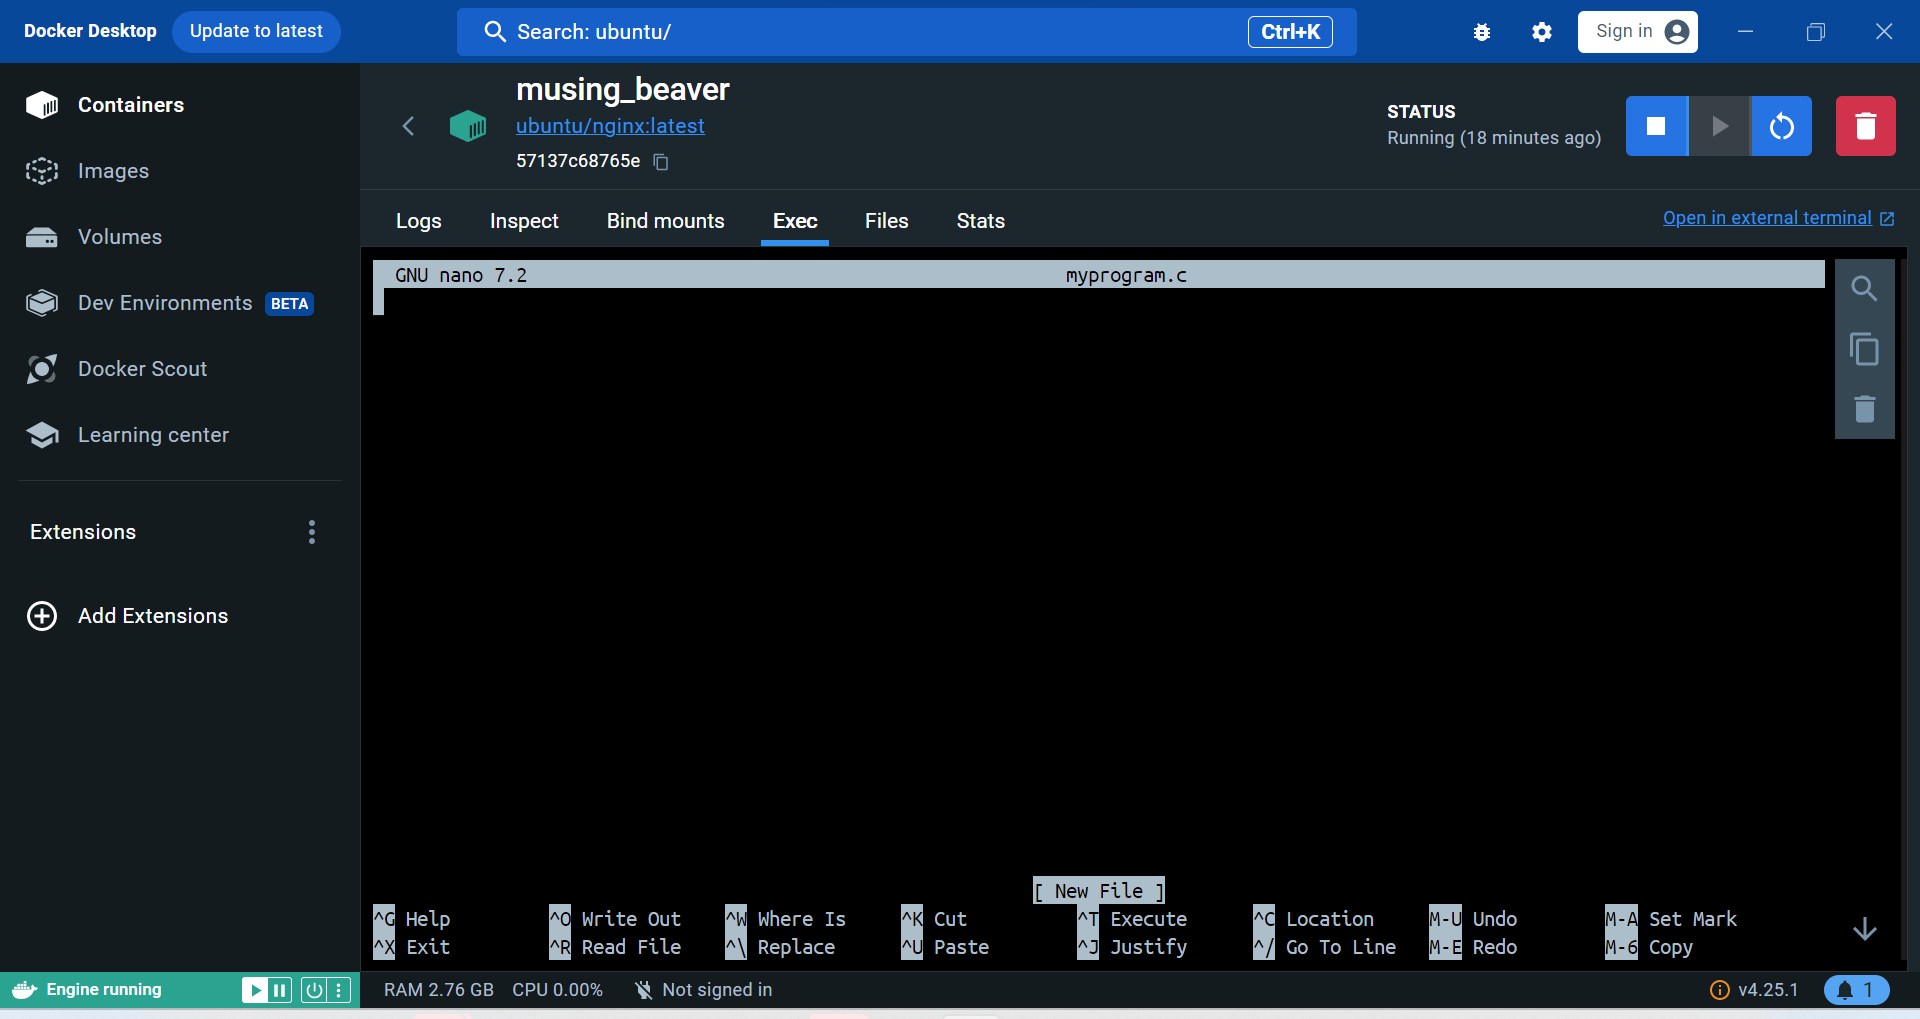 Docker Desktop Update to latest Search: ubuntu/ Ctrl+K Sign in
Containers
Images
Volumes
Dev Environments BETA
Docker Scout
Learning center
Extensions
Add Extensions
musing_beaver
ubuntu/nginx:latest
57137c68765e
STATUS
Running (18 minutes ago)
Logs Inspect Bind mounts Exec Files Stats Open in external terminal
GNU nano 7.2 myprogram.c
[ New File ]
^G Help ^O Write Out ^W Where Is ^K Cut ^T Execute ^C Location M-U Undo M-A Set Mark
^X Exit ^R Read File ^\ Replace ^U Paste ^J Justify ^/ Go To Line M-E Redo M-6 Copy
Engine running RAM 2.76 GB CPU 0.00% Not signed in v4.25.1 1